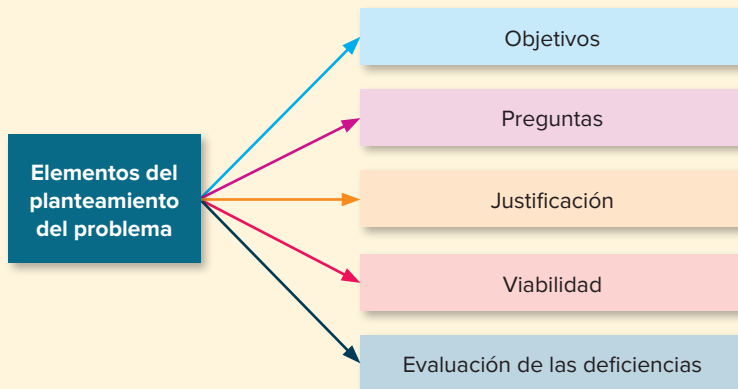 Elementos del
planteamiento
del problema
Objetivos
Preguntas
Justificación
Viabilidad
Evaluación de las deficiencias